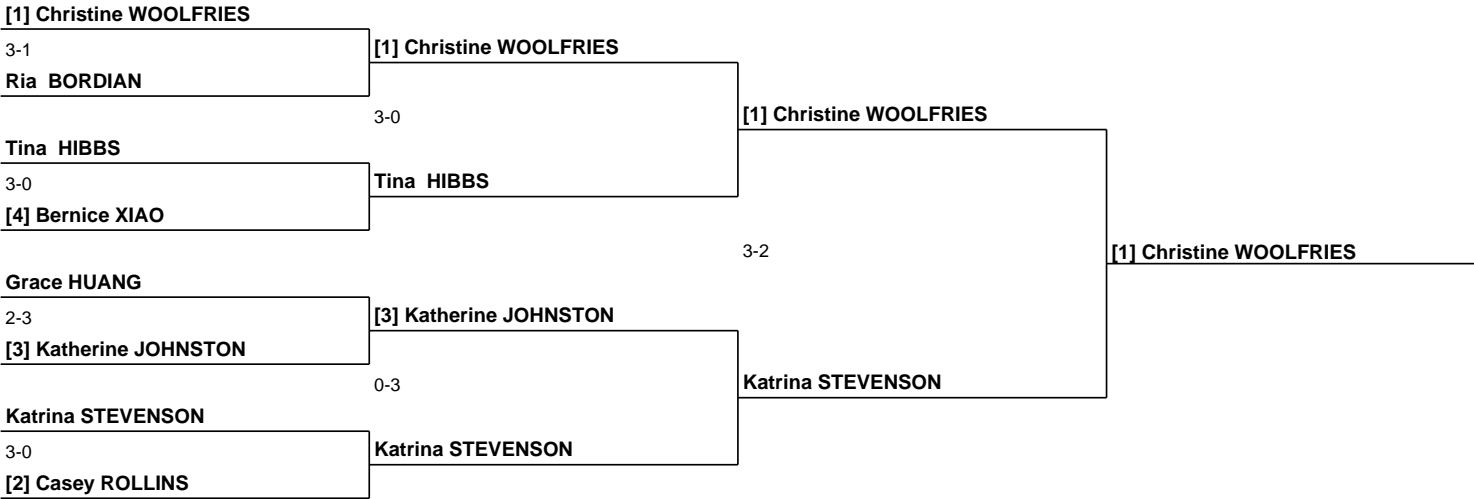 [1] Christine WOOLFRIES
3-1
[1] Christine WOOLFRIES
Ria BORDIAN
3-0
[1] Christine WOOLFRIES
Tina HIBBS
3-0
Tina HIBBS
[4] Bernice XIAO
3-2
[1] Christine WOOLFRIES
Grace HUANG
2-3
[3] Katherine JOHNSTON
[3] Katherine JOHNSTON
0-3
Katrina STEVENSON
Katrina STEVENSON
3-0
Katrina STEVENSON
[2] Casey ROLLINS